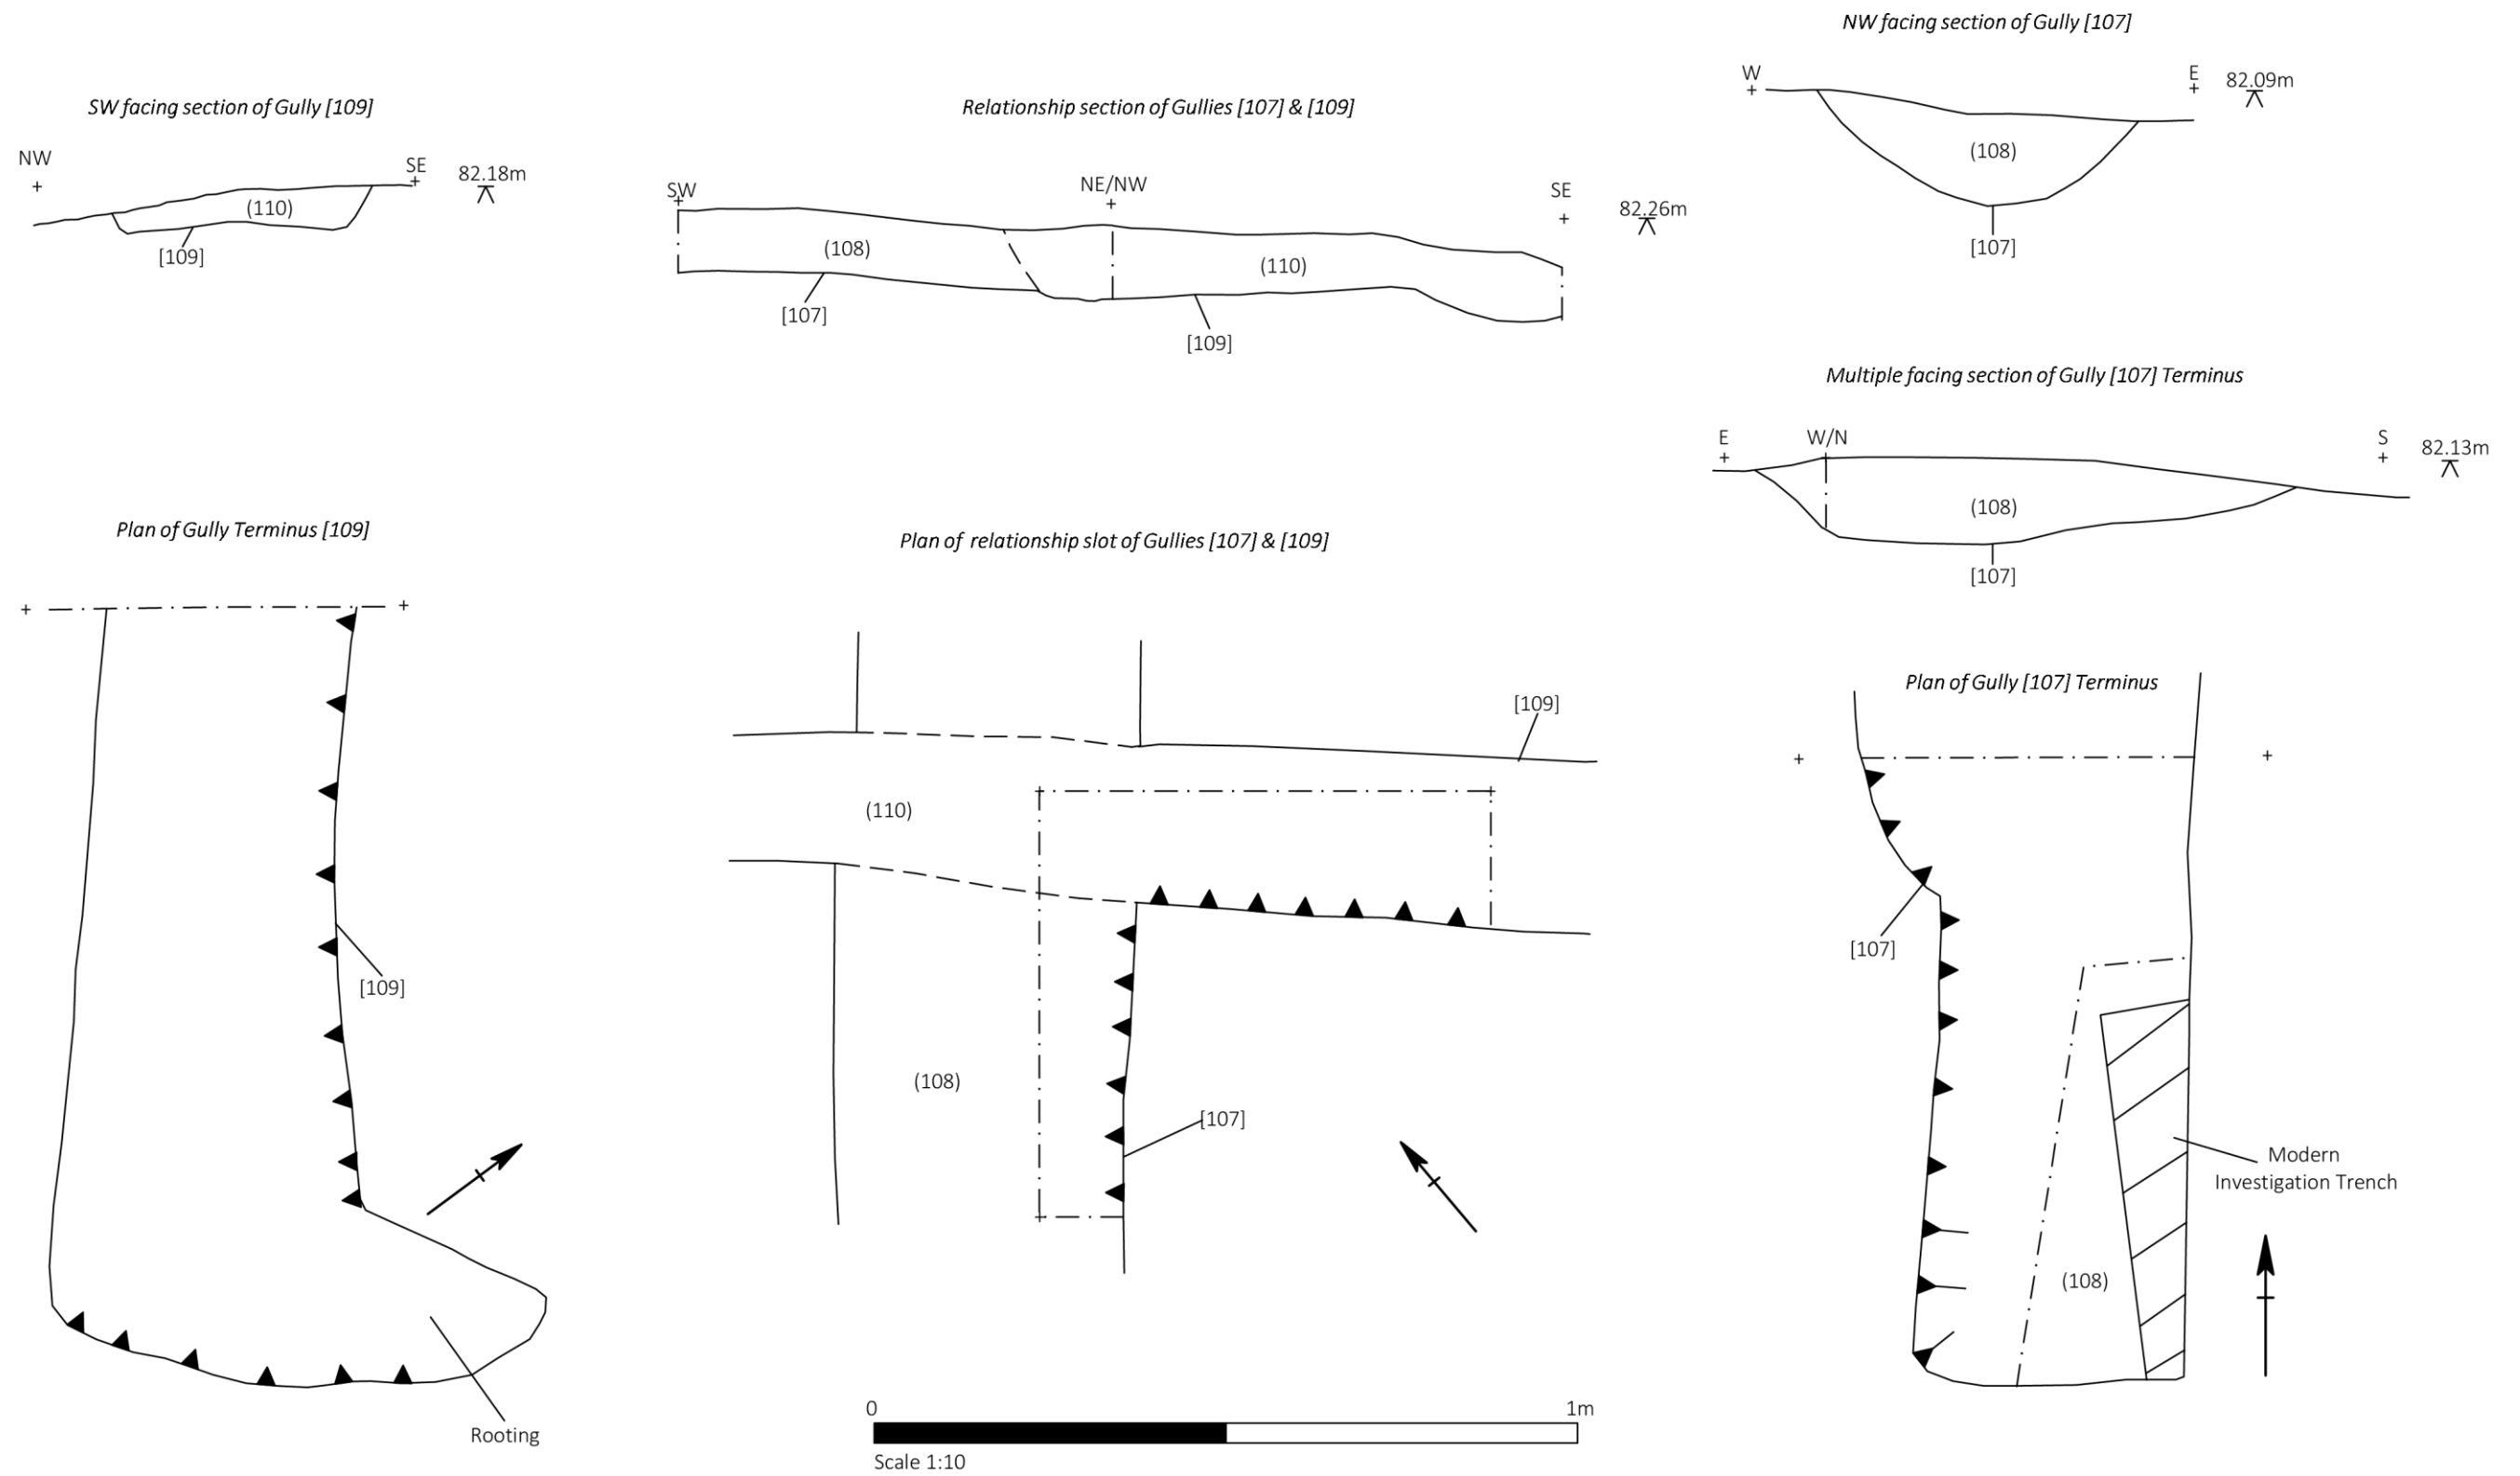 SW facing section of Gully [109]
NW
SE
82.18m
(110)
[109]
Relationship section of Gullies [107] & [109]
SW
NE/NW
SE
82.26m
(108)
(110)
[107]
[109]
NW facing section of Gully [107]
W
E
82.09m
(108)
[107]
Multiple facing section of Gully [107] Terminus
E
W/N
S
82.13m
(108)
[107]
Plan of Gully Terminus [109]
[109]
Rooting
Plan of relationship slot of Gullies [107] & [109]
[109]
(110)
(108)
[107]
Plan of Gully [107] Terminus
[107]
Modern
Investigation Trench
(108)
0
1m
Scale 1:10